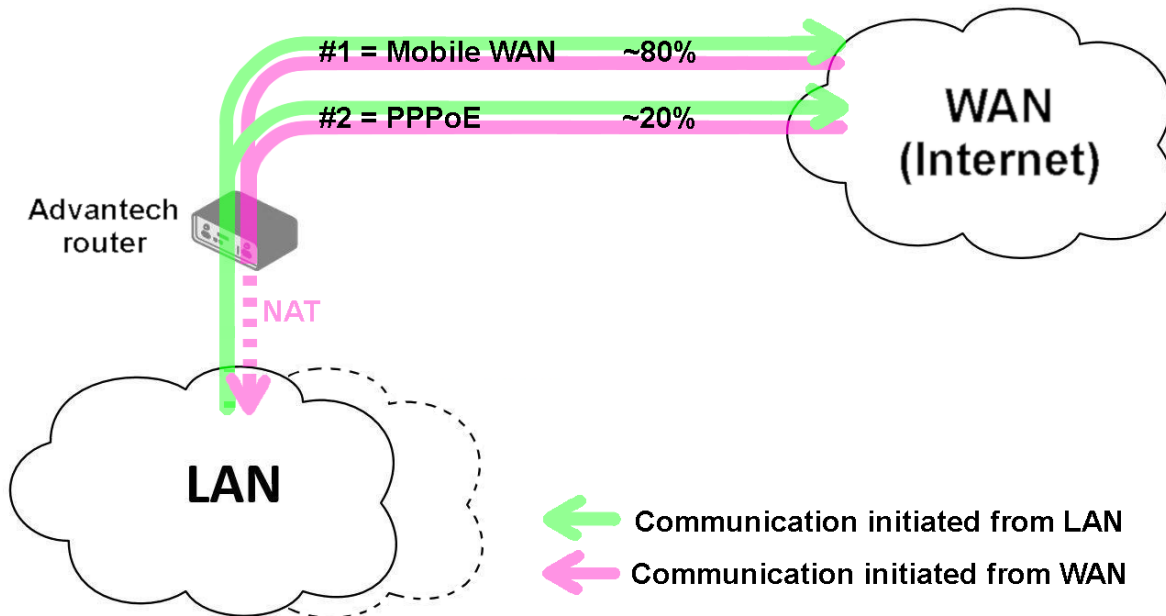 #1 = Mobile WAN ~80%
#2 = PPPoE ~20%
WAN
(Internet)
Advantech
router
NAT
LAN
Communication initiated from LAN
Communication initiated from WAN